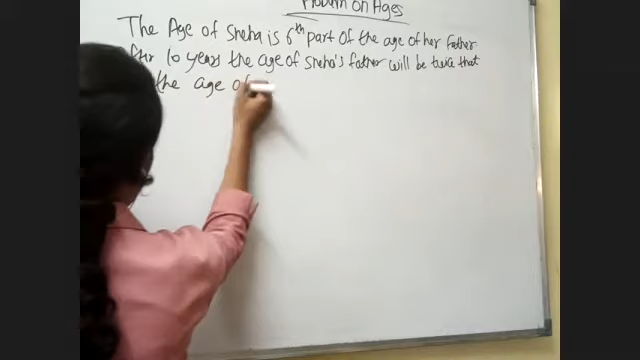 Problem on Ages
The Age of Sneha is 6th part of the age of her Father.
After 10 years the age of Sneha's father will be twice that
the age of